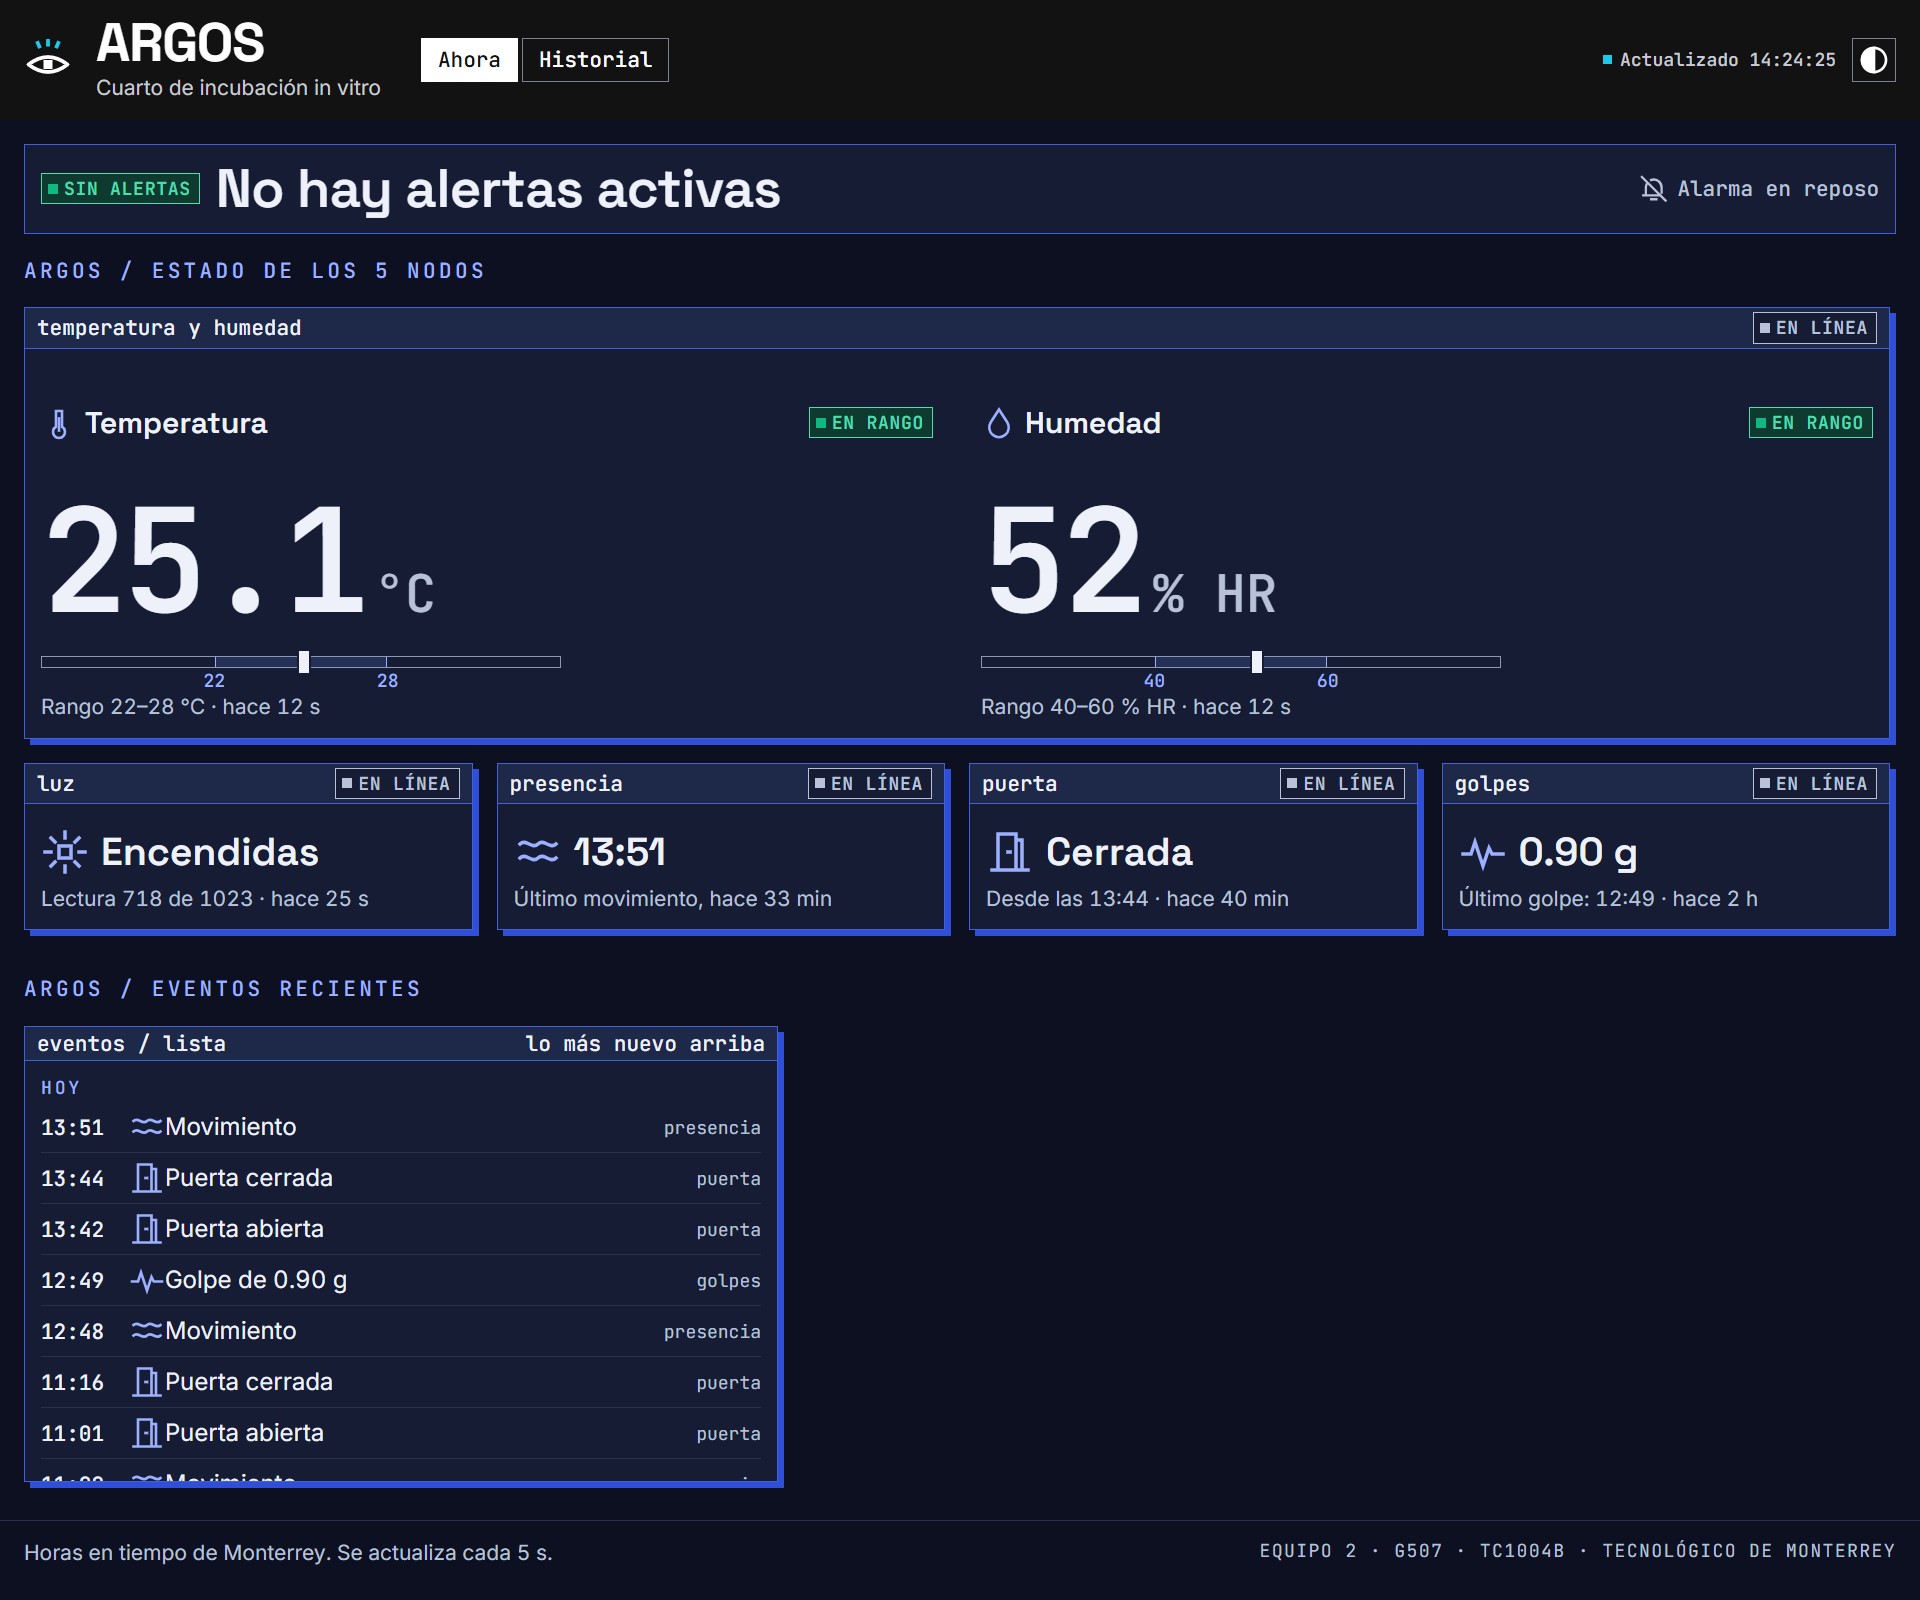 ARGOS
Cuarto de incubación in vitro
Ahora
Historial
Actualizado 14:24:25
SIN ALERTAS
No hay alertas activas
Alarma en reposo
ARGOS / ESTADO DE LOS 5 NODOS
temperatura y humedad
EN LÍNEA
Temperatura
EN RANGO
25.1 °C
22 28
Rango 22–28 °C · hace 12 s
Humedad
EN RANGO
52 % HR
40 60
Rango 40–60 % HR · hace 12 s
luz
EN LÍNEA
Encendidas
Lectura 718 de 1023 · hace 25 s
presencia
EN LÍNEA
13:51
Último movimiento, hace 33 min
puerta
EN LÍNEA
Cerrada
Desde las 13:44 · hace 40 min
golpes
EN LÍNEA
0.90 g
Último golpe: 12:49 · hace 2 h
ARGOS / EVENTOS RECIENTES
eventos / lista lo más nuevo arriba
HOY
13:51 Movimiento presencia
13:44 Puerta cerrada puerta
13:42 Puerta abierta puerta
12:49 Golpe de 0.90 g golpes
12:48 Movimiento presencia
11:16 Puerta cerrada puerta
11:01 Puerta abierta puerta
Movimiento
Horas en tiempo de Monterrey. Se actualiza cada 5 s.
EQUIPO 2 · G507 · TC1004B · TECNOLÓGICO DE MONTERREY